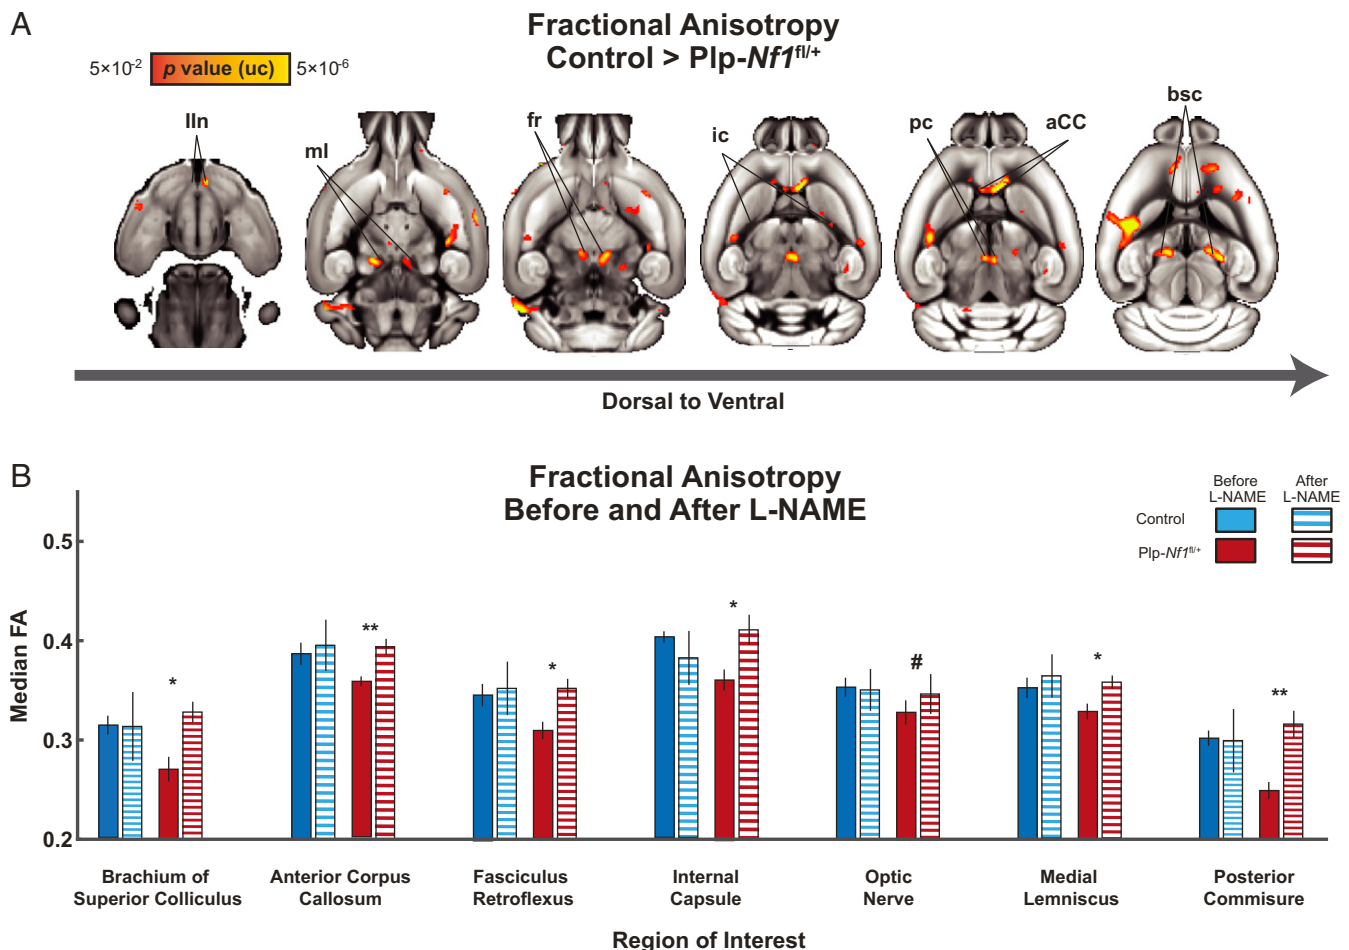 A
Fractional Anisotropy
Control > Plp-Nf1fl/+
5×10-2 p value (uc) 5×10-6
lln
ml
fr
ic
pc
aCC
bsc
Dorsal to Ventral
B
Fractional Anisotropy
Before and After L-NAME
Before
L-NAME
After
L-NAME
Control
Plp-Nf1fl/+
Median FA
0.5
0.4
0.3
0.2
*
**
*
*
#
*
**
Brachium of
Superior Colliculus
Anterior Corpus
Callosum
Fasciculus
Retroflexus
Internal
Capsule
Optic
Nerve
Medial
Lemniscus
Posterior
Commisure
Region of Interest